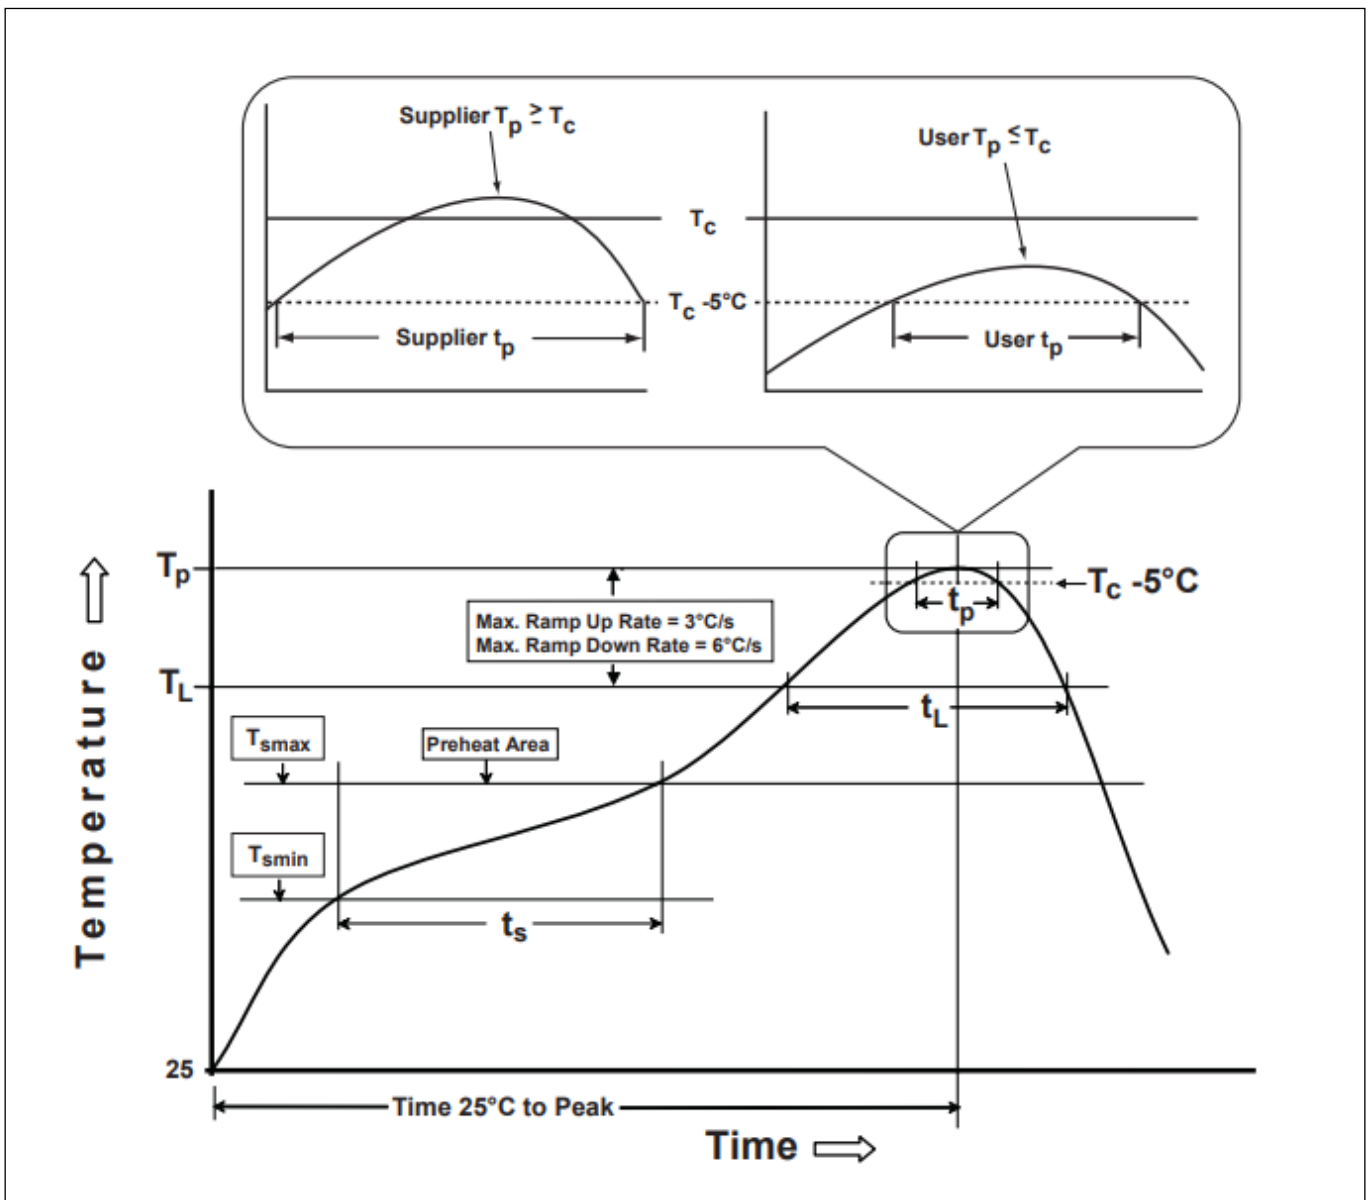 Supplier Tp ≥ Tc
User Tp ≤ Tc
Tc
Tc -5°C
Supplier tp
User tp
Tp
Tc -5°C
tp
Max. Ramp Up Rate = 3°C/s
Max. Ramp Down Rate = 6°C/s
TL
tL
Tsmax
Preheat Area
Tsmin
ts
Temperature
25
Time 25°C to Peak
Time